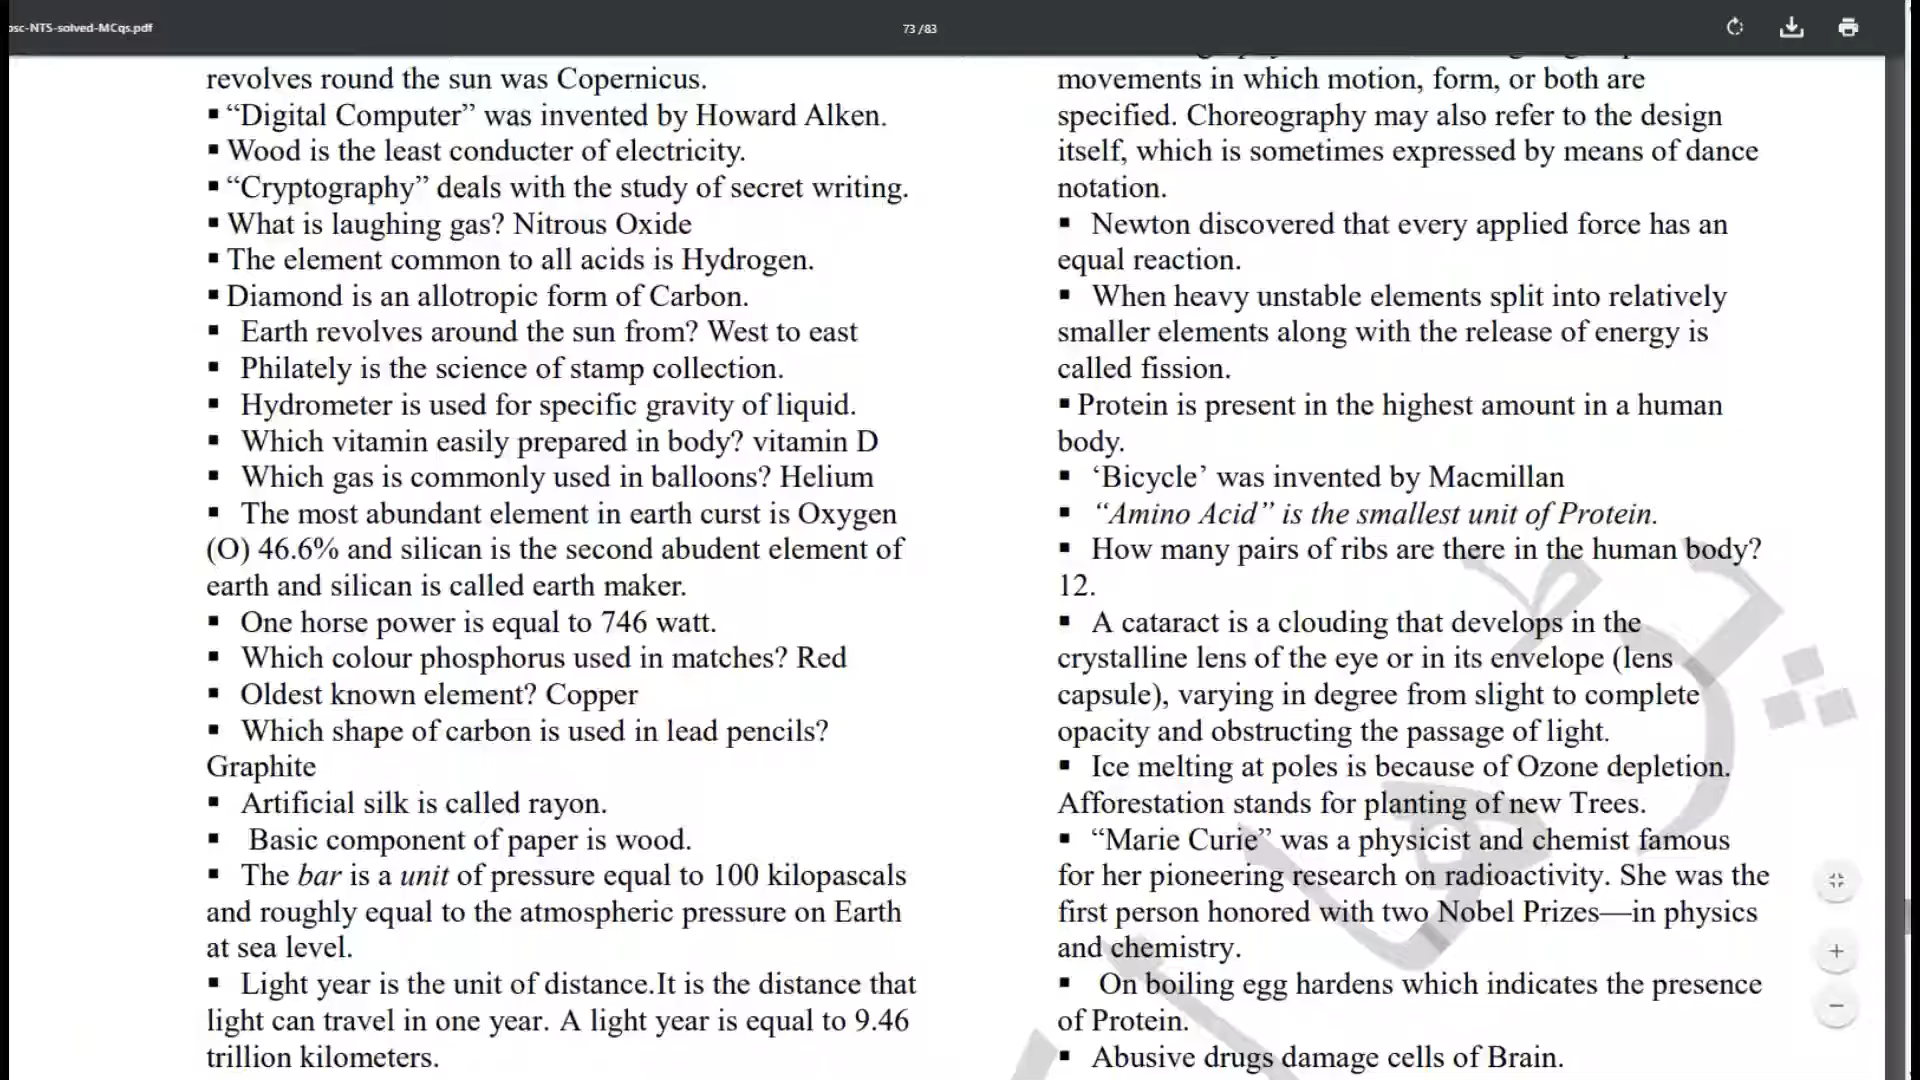 osc-NTS-solved-MCqs.pdf
73 / 83
revolves round the sun was Copernicus.
▪ “Digital Computer” was invented by Howard Alken.
▪ Wood is the least conducter of electricity.
▪ “Cryptography” deals with the study of secret writing.
▪ What is laughing gas? Nitrous Oxide
▪ The element common to all acids is Hydrogen.
▪ Diamond is an allotropic form of Carbon.
▪ Earth revolves around the sun from? West to east
▪ Philately is the science of stamp collection.
▪ Hydrometer is used for specific gravity of liquid.
▪ Which vitamin easily prepared in body? vitamin D
▪ Which gas is commonly used in balloons? Helium
▪ The most abundant element in earth curst is Oxygen
(O) 46.6% and silican is the second abudent element of
earth and silican is called earth maker.
▪ One horse power is equal to 746 watt.
▪ Which colour phosphorus used in matches? Red
▪ Oldest known element? Copper
▪ Which shape of carbon is used in lead pencils?
Graphite
▪ Artificial silk is called rayon.
▪ Basic component of paper is wood.
▪ The bar is a unit of pressure equal to 100 kilopascals
and roughly equal to the atmospheric pressure on Earth
at sea level.
▪ Light year is the unit of distance.It is the distance that
light can travel in one year. A light year is equal to 9.46
trillion kilometers.
movements in which motion, form, or both are
specified. Choreography may also refer to the design
itself, which is sometimes expressed by means of dance
notation.
▪ Newton discovered that every applied force has an
equal reaction.
▪ When heavy unstable elements split into relatively
smaller elements along with the release of energy is
called fission.
▪ Protein is present in the highest amount in a human
body.
▪ ‘Bicycle’ was invented by Macmillan
▪ “Amino Acid” is the smallest unit of Protein.
▪ How many pairs of ribs are there in the human body?
12.
▪ A cataract is a clouding that develops in the
crystalline lens of the eye or in its envelope (lens
capsule), varying in degree from slight to complete
opacity and obstructing the passage of light.
▪ Ice melting at poles is because of Ozone depletion.
Afforestation stands for planting of new Trees.
▪ “Marie Curie” was a physicist and chemist famous
for her pioneering research on radioactivity. She was the
first person honored with two Nobel Prizes—in physics
and chemistry.
▪ On boiling egg hardens which indicates the presence
of Protein.
▪ Abusive drugs damage cells of Brain.